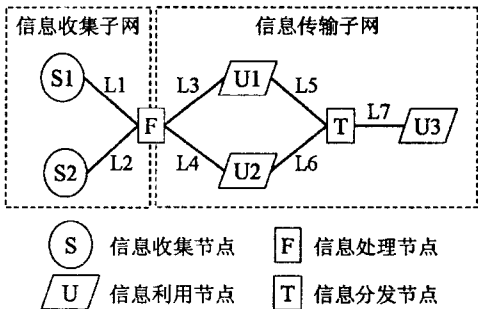 信息收集子网 信息传输子网
S1 L1 L3 U1 L5
F T L7 U3
S2 L2 L4 U2 L6
S 信息收集节点 F 信息处理节点
U 信息利用节点 T 信息分发节点